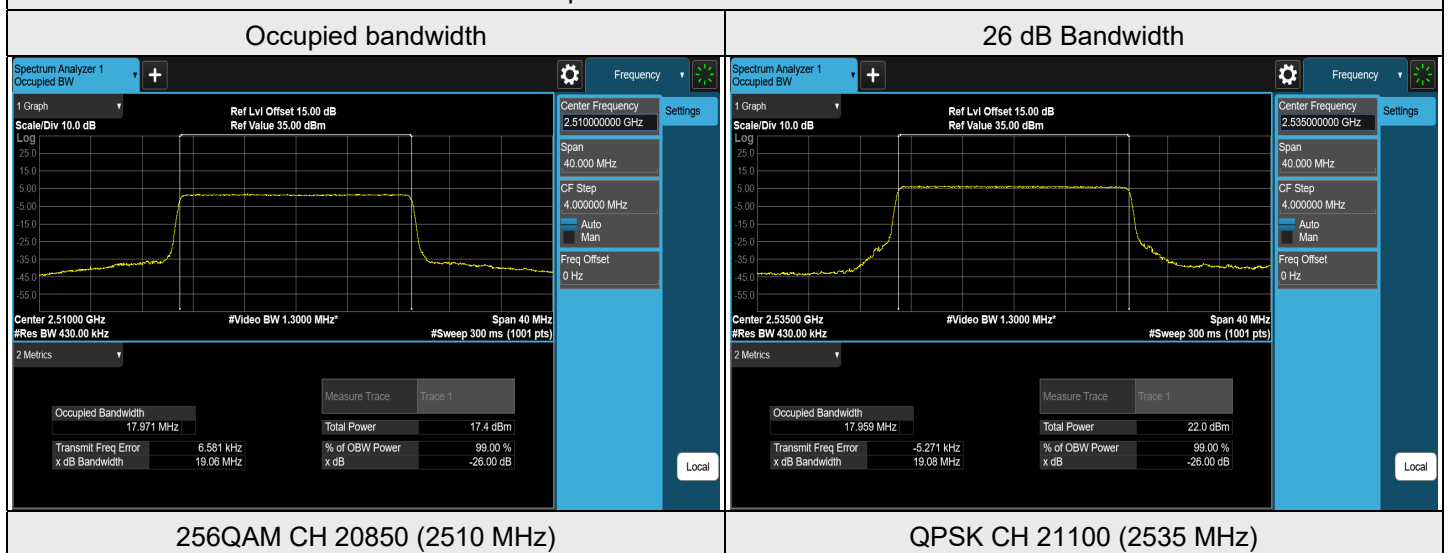 Occupied bandwidth
26 dB Bandwidth
Spectrum Analyzer 1
Occupied BW
+
Frequency
1 Graph
Scale/Div 10.0 dB
Ref Lvl Offset 15.00 dB
Ref Value 35.00 dBm
Log
25.0
15.0
5.00
-5.00
-15.0
-25.0
-35.0
-45.0
-55.0
Center 2.51000 GHz
#Video BW 1.3000 MHz*
Span 40 MHz
#Res BW 430.00 kHz
#Sweep 300 ms (1001 pts)
Center Frequency
2.510000000 GHz
Settings
Span
40.000 MHz
CF Step
4.000000 MHz
Auto
Man
Freq Offset
0 Hz
2 Metrics
Measure Trace
Trace 1
Occupied Bandwidth
17.971 MHz
Total Power
17.4 dBm
Transmit Freq Error
6.581 kHz
% of OBW Power
99.00 %
x dB Bandwidth
19.06 MHz
x dB
-26.00 dB
Local
Spectrum Analyzer 1
Occupied BW
+
Frequency
1 Graph
Scale/Div 10.0 dB
Ref Lvl Offset 15.00 dB
Ref Value 35.00 dBm
Log
25.0
15.0
5.00
-5.00
-15.0
-25.0
-35.0
-45.0
-55.0
Center 2.53500 GHz
#Video BW 1.3000 MHz*
Span 40 MHz
#Res BW 430.00 kHz
#Sweep 300 ms (1001 pts)
Center Frequency
2.535000000 GHz
Settings
Span
40.000 MHz
CF Step
4.000000 MHz
Auto
Man
Freq Offset
0 Hz
2 Metrics
Measure Trace
Trace 1
Occupied Bandwidth
17.959 MHz
Total Power
22.0 dBm
Transmit Freq Error
-5.271 kHz
% of OBW Power
99.00 %
x dB Bandwidth
19.08 MHz
x dB
-26.00 dB
Local
256QAM CH 20850 (2510 MHz)
QPSK CH 21100 (2535 MHz)